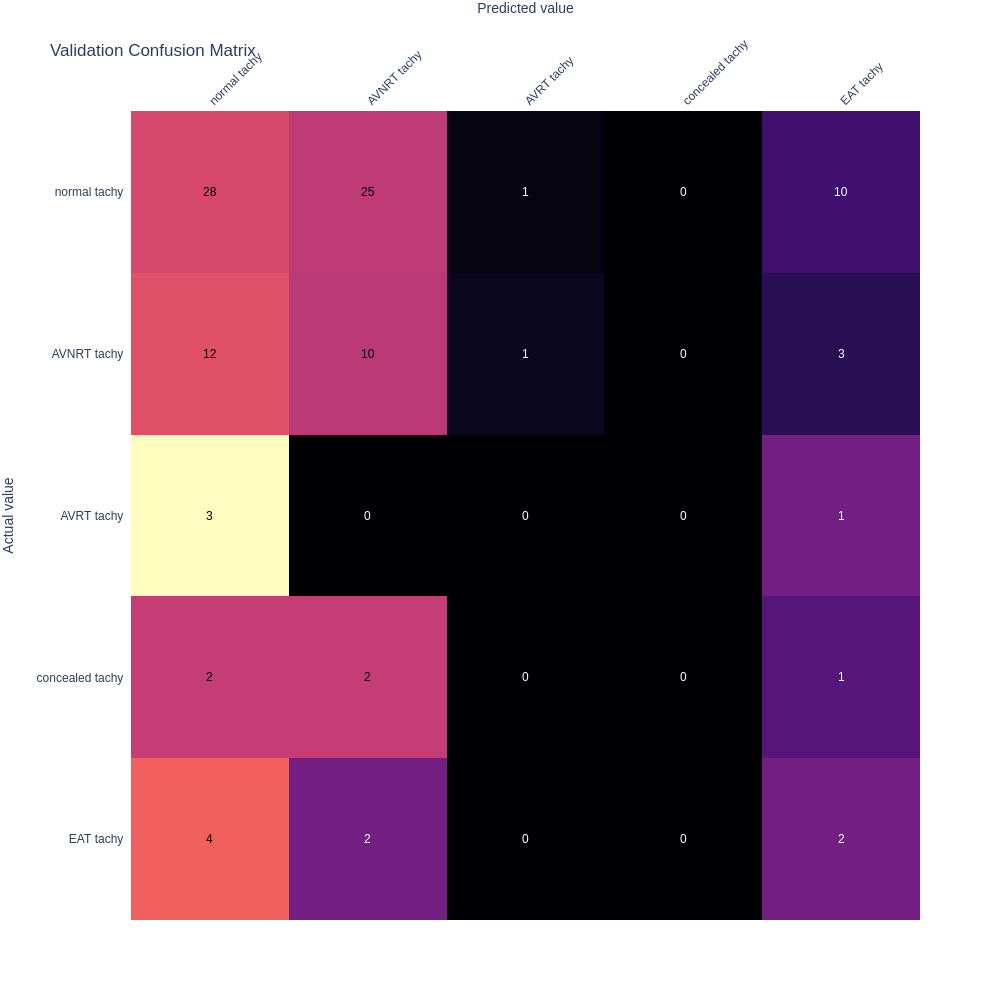 Predicted value
Validation Confusion Matrix
normal tachy AVNRT tachy AVRT tachy concealed tachy EAT tachy
normal tachy 28 25 1 0 10
AVNRT tachy 12 10 1 0 3
Actual value
AVRT tachy 3 0 0 0 1
concealed tachy 2 2 0 0 1
EAT tachy 4 2 0 0 2